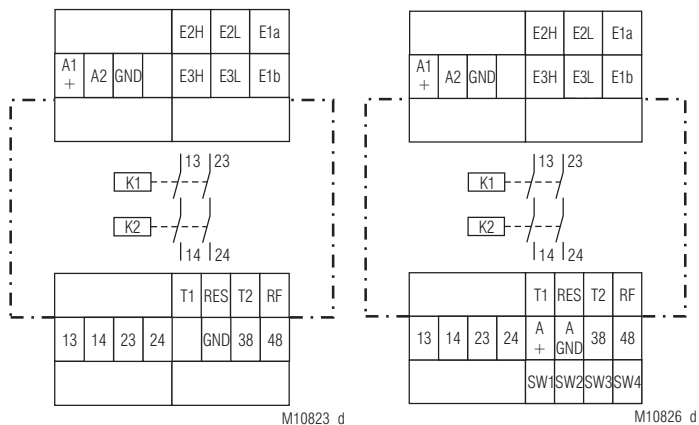 E2H E2L E1a
A1 + A2 GND E3H E3L E1b
13 23
K1
K2
14 24
T1 RES T2 RF
13 14 23 24 GND 38 48
M10823_d
E2H E2L E1a
A1 + A2 GND E3H E3L E1b
13 23
K1
K2
14 24
T1 RES T2 RF
13 14 23 24 A + A GND 38 48
SW1 SW2 SW3 SW4
M10826_d